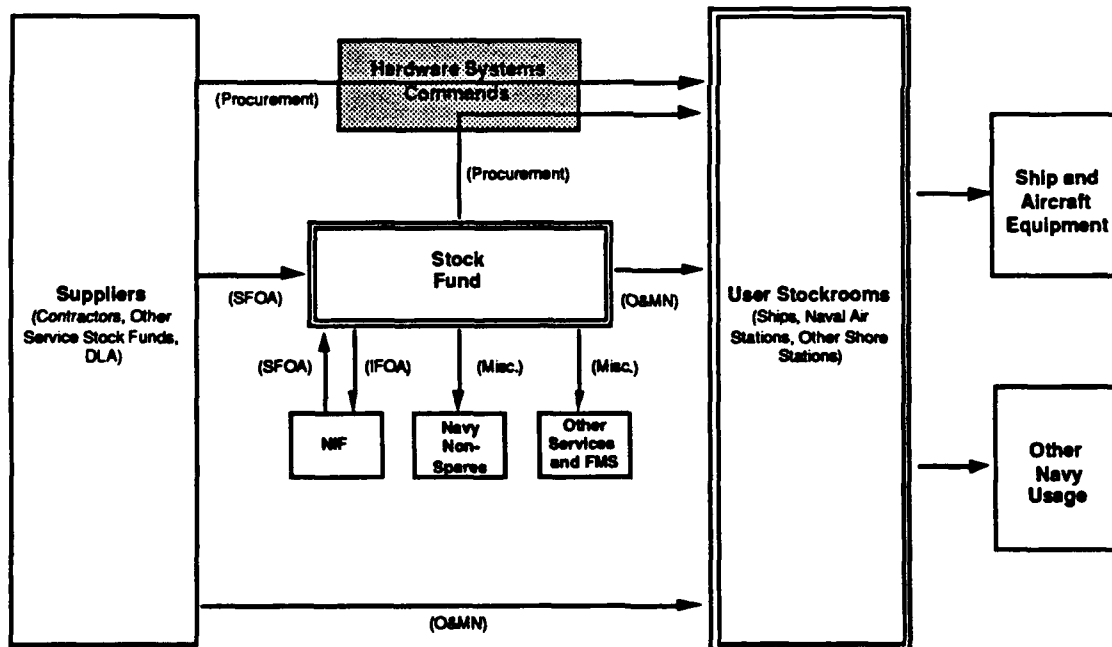 Hardware Systems
Commands
(Procurement)
(Procurement)
Ship and
Aircraft
Equipment
Stock
Fund
Suppliers
(Contractors, Other
Service Stock Funds,
DLA)
(SFOA)
(O&MN)
User Stockrooms
(Ships, Naval Air
Stations, Other Shore
Stations)
(SFOA)
(IFOA)
(Misc.)
(Misc.)
NIF
Navy
Non-
Spares
Other
Services
and FMS
Other
Navy
Usage
(O&MN)